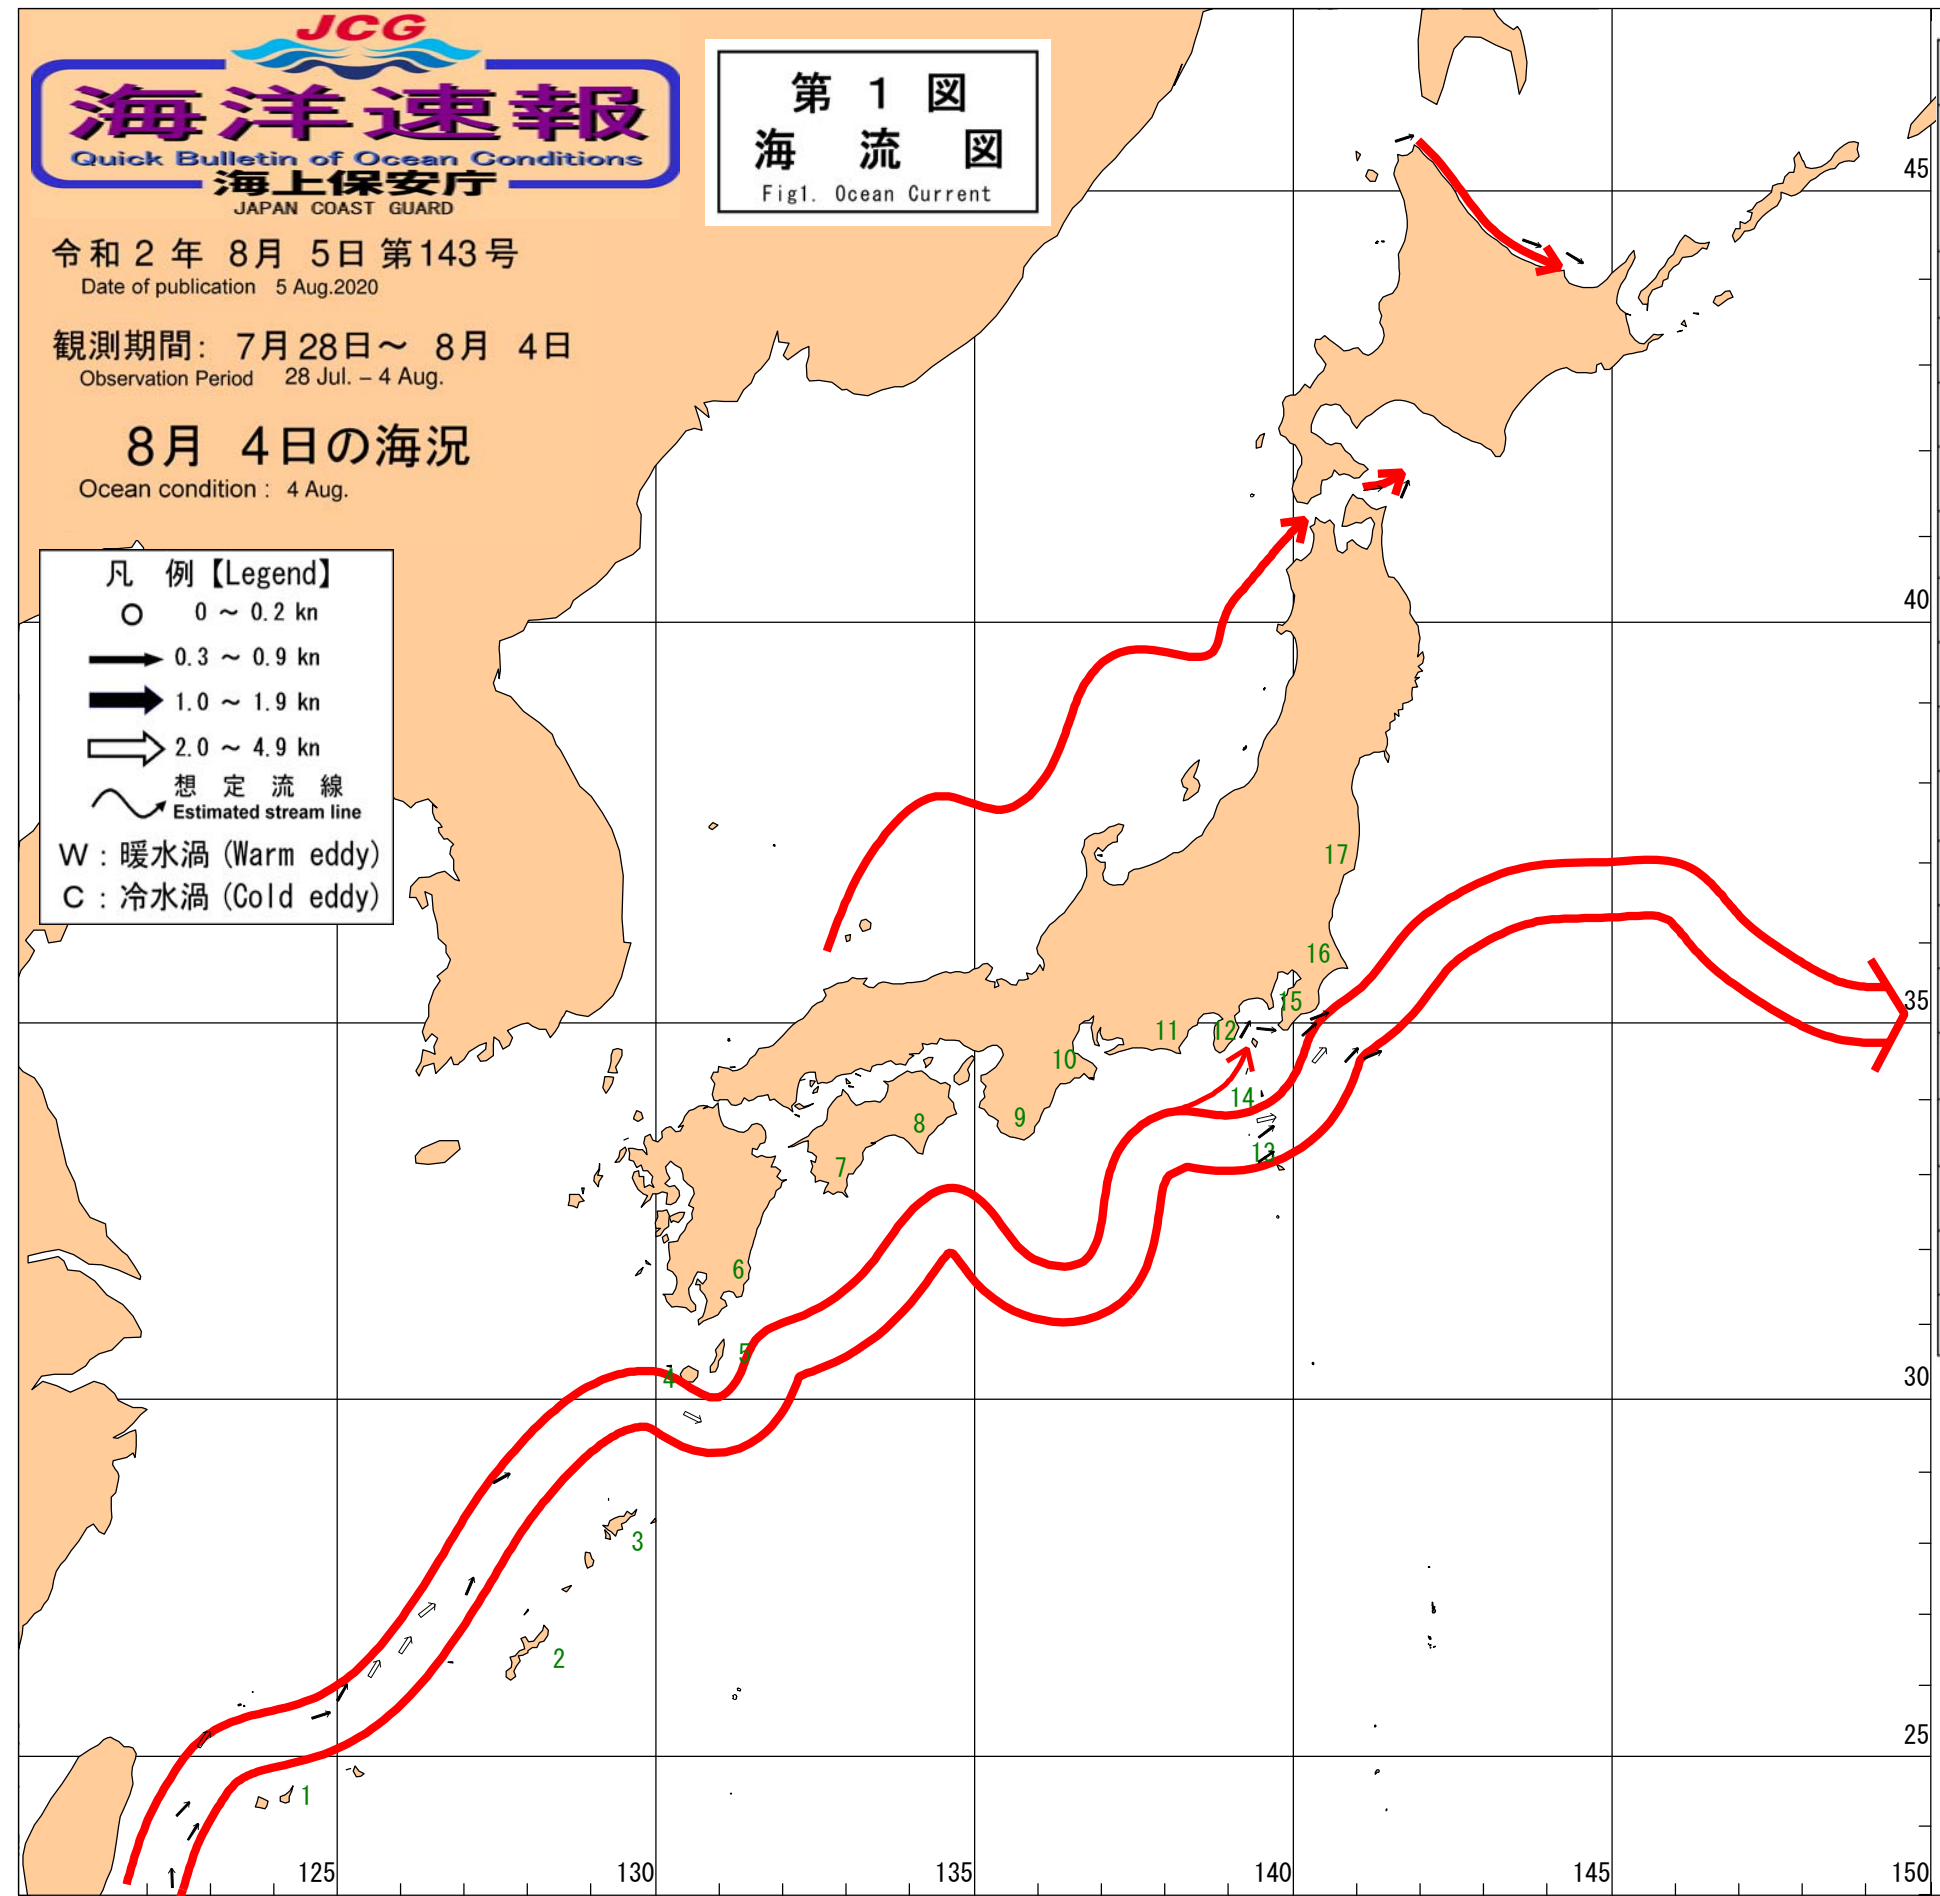 JCG
海洋速報
Quick Bulletin of Ocean Conditions
海上保安庁
JAPAN COAST GUARD
第 1 図
海 流 図
Fig1. Ocean Current
令和 2 年 8月 5日 第143号
Date of publication 5 Aug.2020
観測期間: 7月28日～ 8月 4日
Observation Period 28 Jul. – 4 Aug.
8月 4日の海況
Ocean condition : 4 Aug.
凡 例【Legend】
0 ～ 0.2 kn
0.3 ～ 0.9 kn
1.0 ～ 1.9 kn
2.0 ～ 4.9 kn
想 定 流 線
Estimated stream line
W : 暖水渦 (Warm eddy)
C : 冷水渦 (Cold eddy)
45
40
17
16
15
35
12
11
10
14
9
8
13
7
6
5
4
30
3
2
25
1
125
130
135
140
145
150